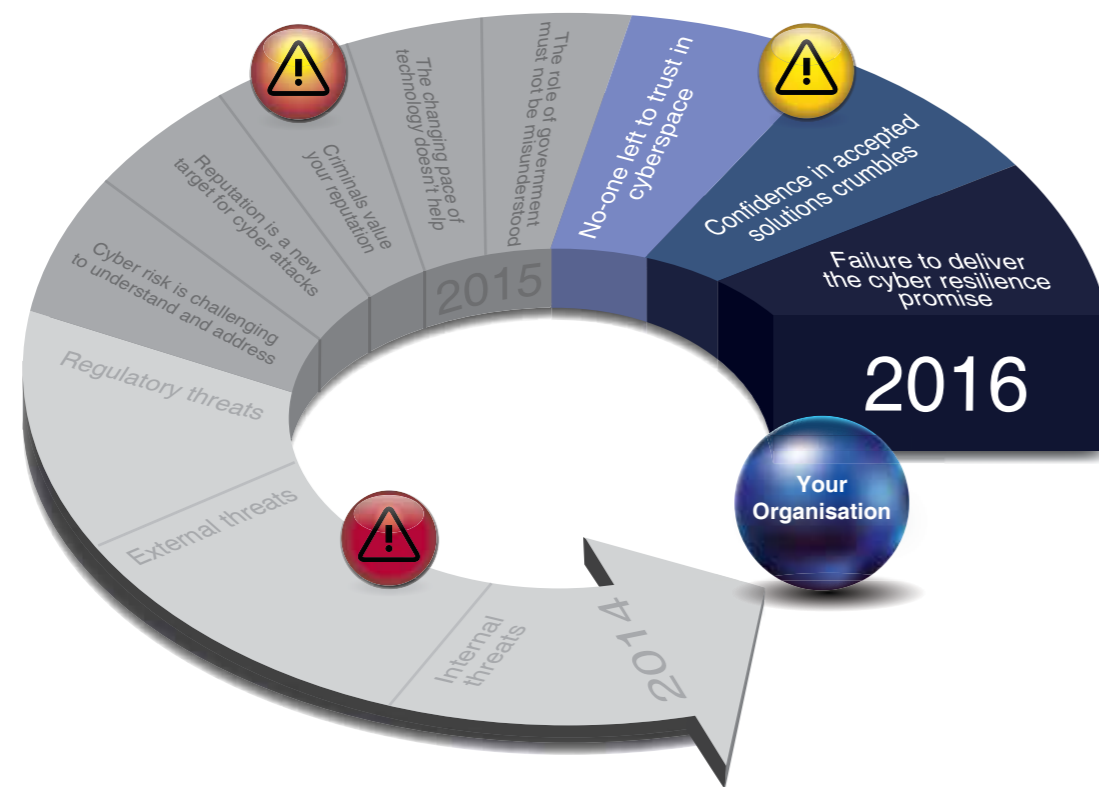 The role of government
must not be misunderstood
The changing pace of
technology doesn't help
Criminals value
your reputation
Reputation is a new
target for cyber attacks
Cyber risk is challenging
to understand and address
2015
No-one left to trust in
cyberspace
Confidence in accepted
solutions crumbles
Failure to deliver
the cyber resilience
promise
2016
Regulatory threats
External threats
Internal
threats
2014
Your
Organisation
!
!
!